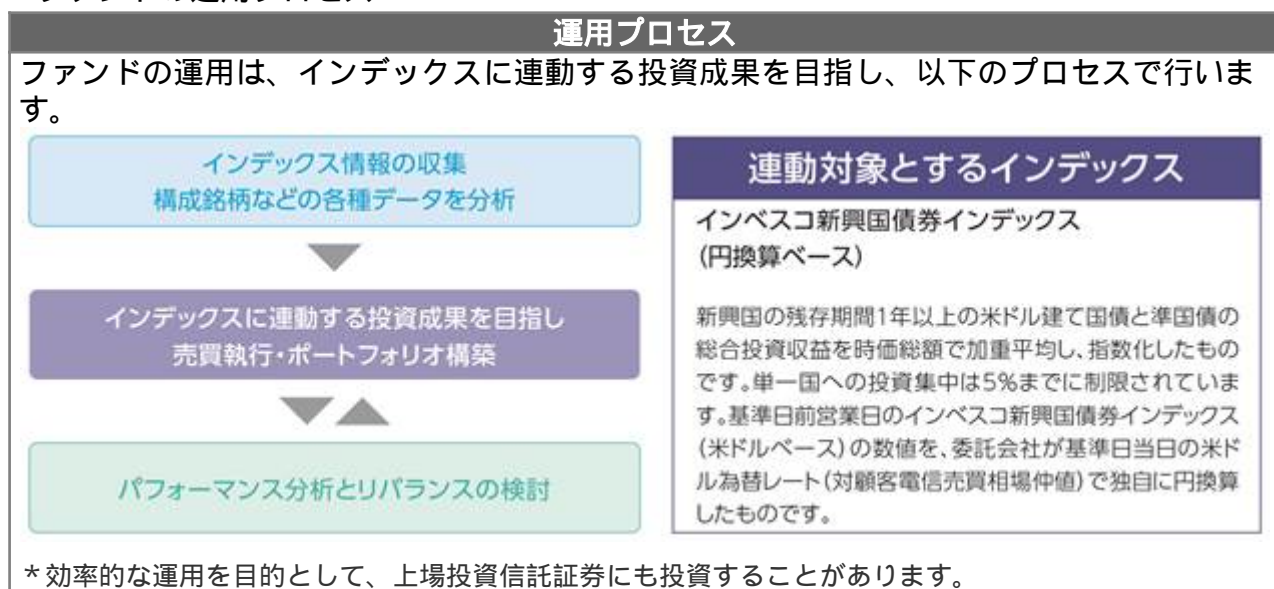 運用プロセス
ファンドの運用は、インデックスに連動する投資成果を目指し、以下のプロセスで行いま
す。
インデックス情報の収集
構成銘柄などの各種データを分析
インデックスに連動する投資成果を目指し
売買執行・ポートフォリオ構築
パフォーマンス分析とリバランスの検討
連動対象とするインデックス
インベスコ新興国債券インデックス
(円換算ベース)
新興国の残存期間1年以上の米ドル建て国債と準国債の
総合投資収益を時価総額で加重平均し、指数化したもの
です。単一国への投資集中は5%までに制限されていま
す。基準日前営業日のインベスコ新興国債券インデックス
(米ドルベース)の数値を、委託会社が基準日当日の米ド
ル為替レート(対顧客電信売買相場仲値)で独自に円換算
したものです。
*効率的な運用を目的として、上場投資信託証券にも投資することがあります。